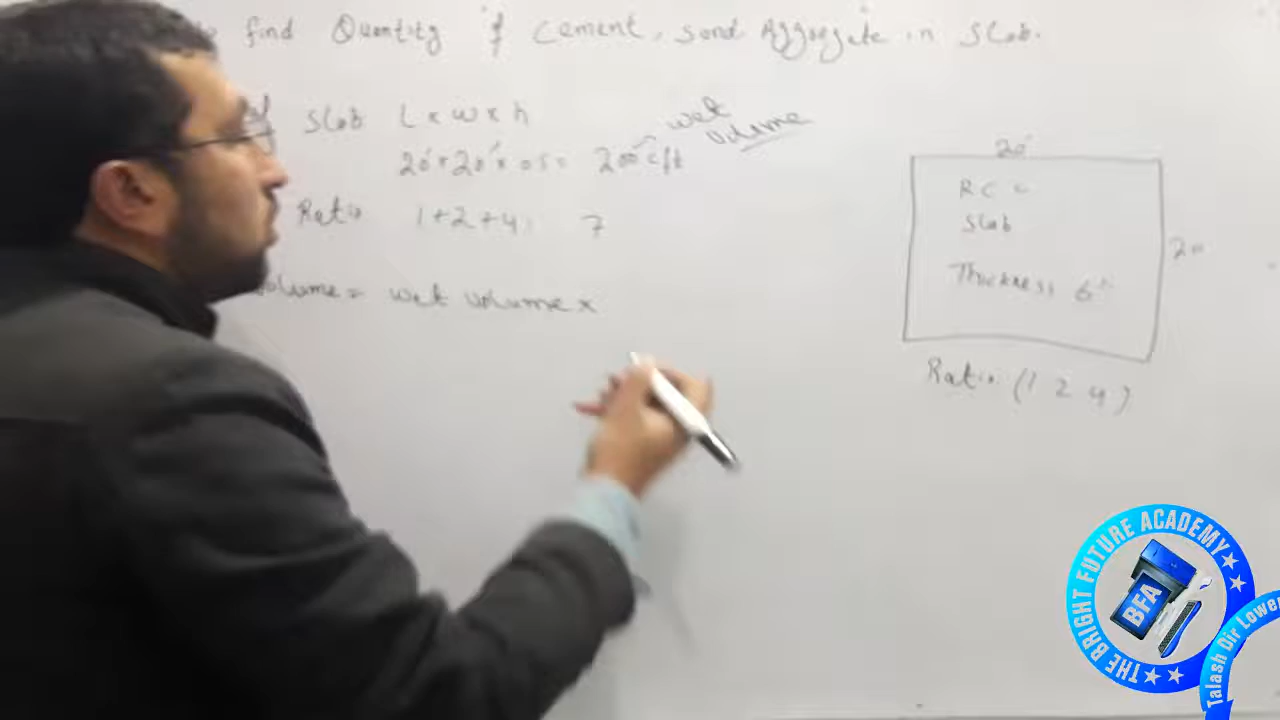 find Quantity of Cement, Sand Aggregate in Slab.
of Slab L x w x h
20' x 20' x 0.5 = 200 cft
wet
volume
Ratio 1+2+4 = 7
volume = wet volume x
20'
RCC
Slab
Thickness 6"
20
Ratio (1 2 4)
THE BRIGHT FUTURE ACADEMY
BFA
Talash Dir Lower